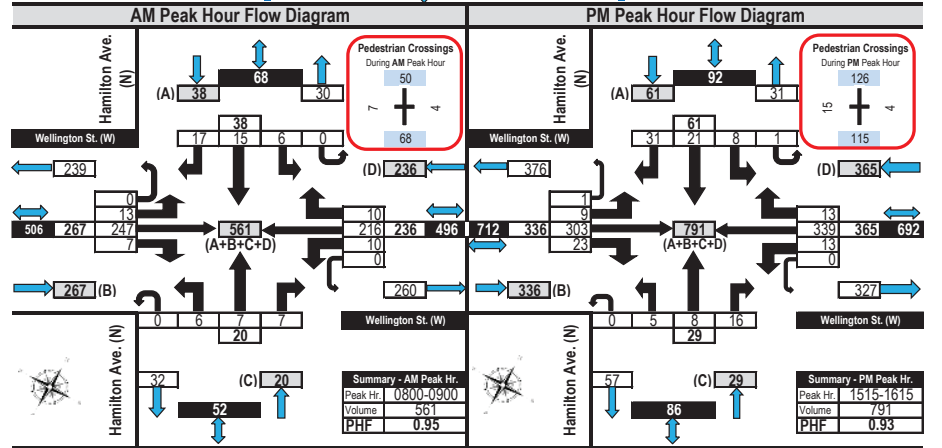 AM Peak Hour Flow Diagram
Hamilton Ave.
(N)
68
(A) 38
30
Pedestrian Crossings
During AM Peak Hour
50
7
4
68
38
17 15 6 0
Wellington St. (W)
239
(D) 236
0
13
506 267 247
7
561
(A+B+C+D)
10
216 236 496
10
0
267 (B)
260
0 6 7 7
20
Wellington St. (W)
Hamilton Ave. (N)
32
(C) 20
52
Summary - AM Peak Hr.
Peak Hr. 0800-0900
Volume 561
PHF 0.95
PM Peak Hour Flow Diagram
Hamilton Ave.
(N)
92
(A) 61
31
Pedestrian Crossings
During PM Peak Hour
126
15
4
115
61
31 21 8 1
Wellington St. (W)
376
(D) 365
1
9
712 336 303
23
791
(A+B+C+D)
13
339 365 692
13
0
336 (B)
327
0 5 8 16
29
Wellington St. (W)
Hamilton Ave. (N)
57
(C) 29
86
Summary - PM Peak Hr.
Peak Hr. 1515-1615
Volume 791
PHF 0.93